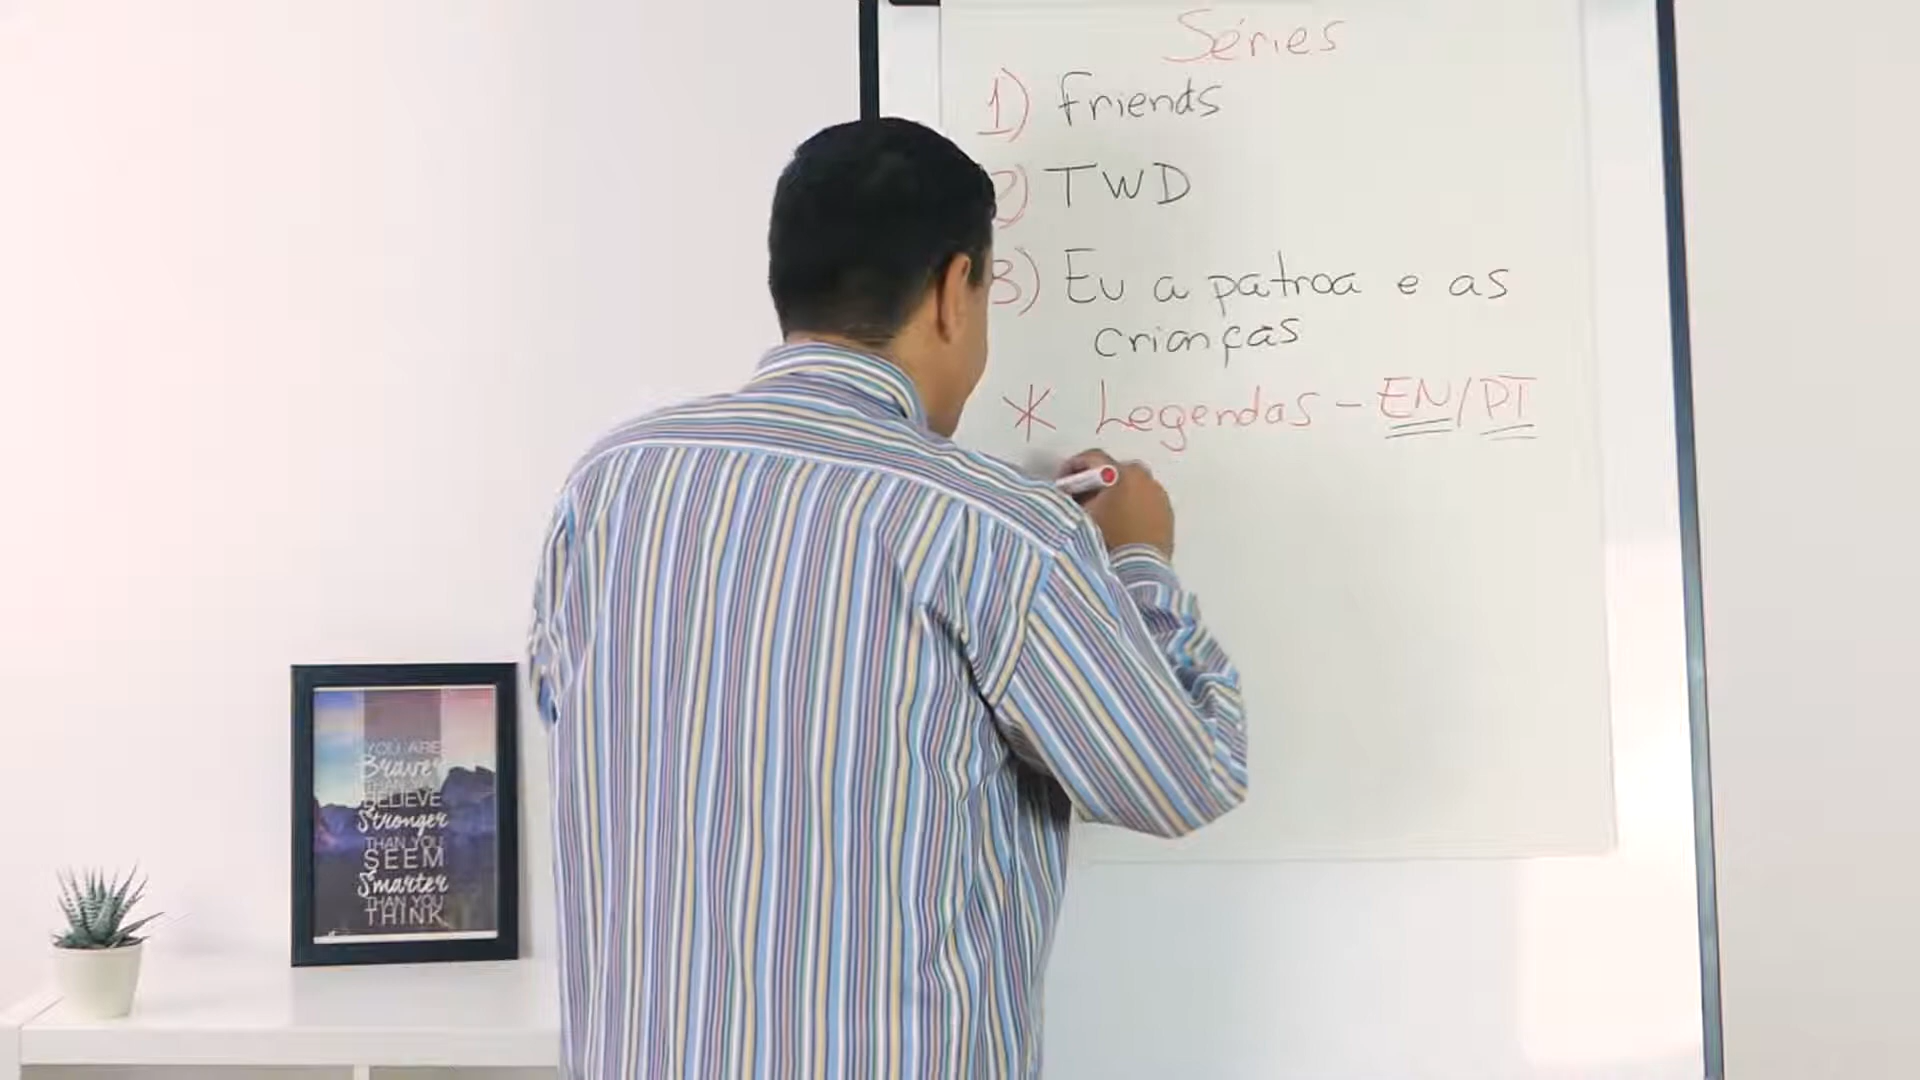 Séries
1) Friends
2) TWD
3) Eu a patroa e as
crianças
* Legendas - EN/PT
YOU ARE
Braver
THAN YOU
BELIEVE
Stronger
THAN YOU
SEEM
Smarter
THAN YOU
THINK